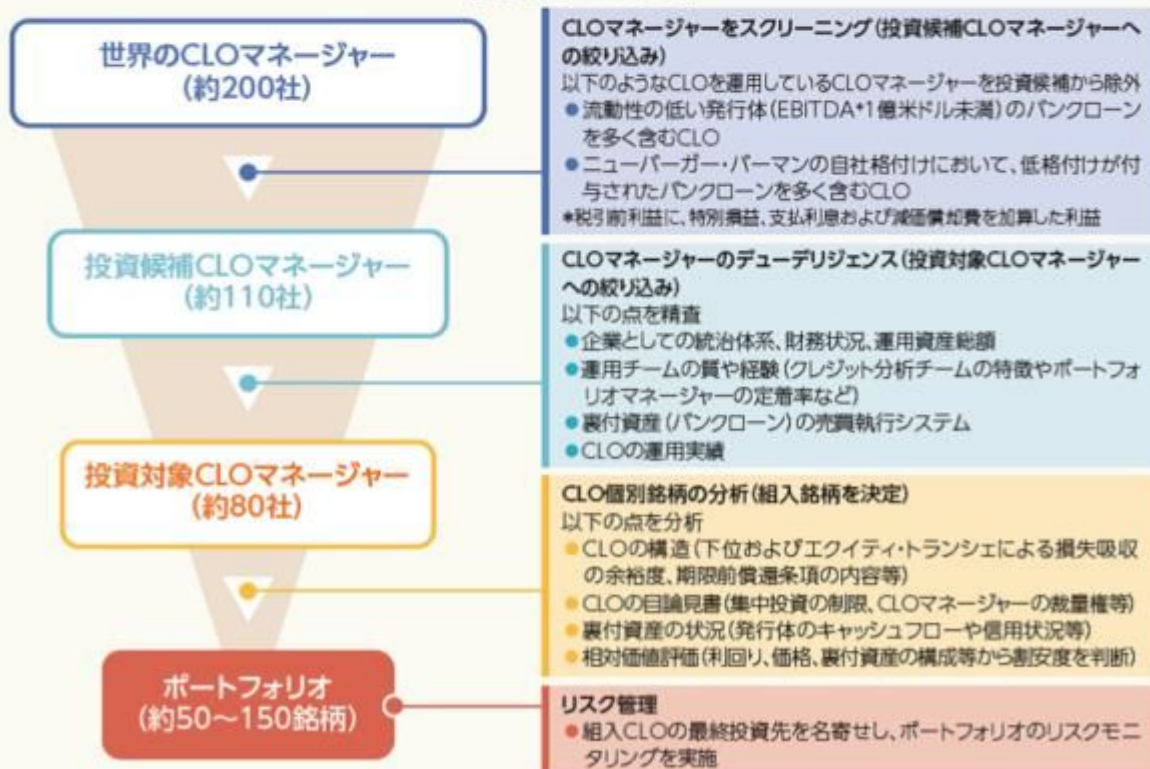 世界のCLOマネージャー
(約200社)
CLOマネージャーをスクリーニング(投資候補CLOマネージャーへ
の絞り込み)
以下のようなCLOを運用しているCLOマネージャーを投資候補から除外
●流動性の低い発行体(EBITDA*1億米ドル未満)のバンクローン
を多く含むCLO
●ニューバーガー・バーマンの自社格付けにおいて、低格付けが付
与されたバンクローンを多く含むCLO
*税引前利益に、特別損益、支払利息および減価償却費を加算した利益
投資候補CLOマネージャー
(約110社)
CLOマネージャーのデューデリジェンス(投資対象CLOマネージャー
への絞り込み)
以下の点を精査
●企業としての統治体系、財務状況、運用資産総額
●運用チームの質や経験(クレジット分析チームの特徴やポートフォ
リオマネージャーの定着率など)
●裏付資産(バンクローン)の売買執行システム
●CLOの運用実績
投資対象CLOマネージャー
(約80社)
CLO個別銘柄の分析(組入銘柄を決定)
以下の点を分析
●CLOの構造(下位およびエクイティ・トランシェによる損失吸収
の余裕度、期限前償還条項の内容等)
●CLOの目論見書(集中投資の制限、CLOマネージャーの裁量権等)
●裏付資産の状況(発行体のキャッシュフローや信用状況等)
●相対価値評価(利回り、価格、裏付資産の構成等から割安度を判断)
ポートフォリオ
(約50〜150銘柄)
リスク管理
●組入CLOの最終投資先を名寄せし、ポートフォリオのリスクモニ
タリングを実施